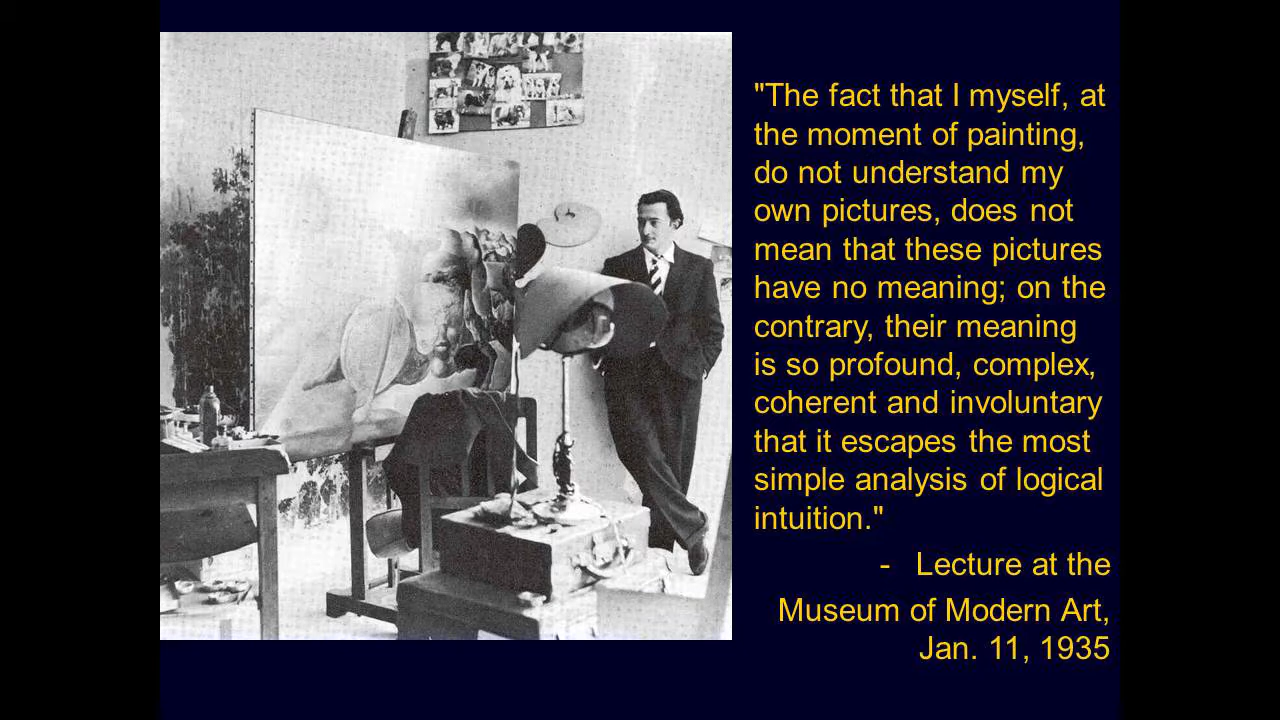 "The fact that I myself, at
the moment of painting,
do not understand my
own pictures, does not
mean that these pictures
have no meaning; on the
contrary, their meaning
is so profound, complex,
coherent and involuntary
that it escapes the most
simple analysis of logical
intuition."
- Lecture at the
Museum of Modern Art,
Jan. 11, 1935